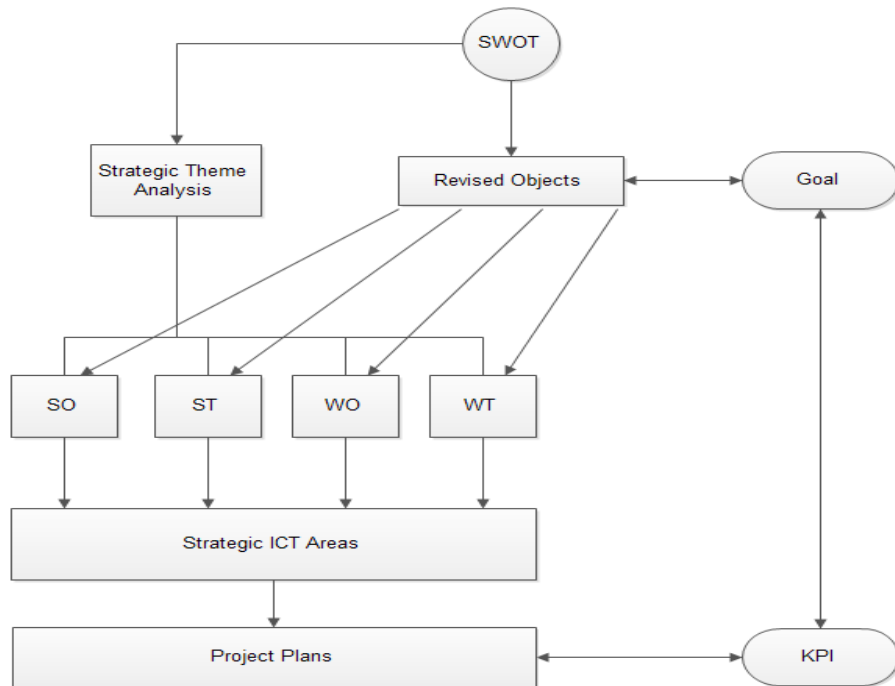 SWOT
Strategic Theme
Analysis
Revised Objects
Goal
SO
ST
WO
WT
Strategic ICT Areas
Project Plans
KPI